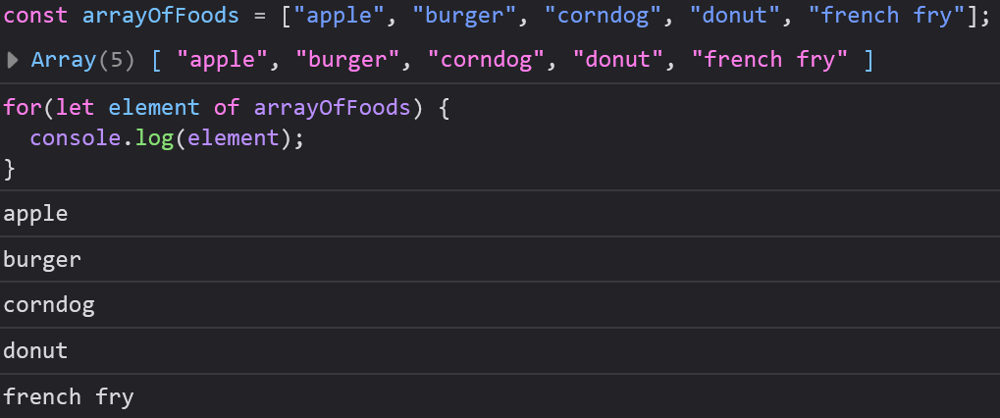 const arrayOfFoods = ["apple", "burger", "corndog", "donut", "french fry"];
Array(5) [ "apple", "burger", "corndog", "donut", "french fry" ]
for(let element of arrayOfFoods) {
  console.log(element);
}
apple
burger
corndog
donut
french fry